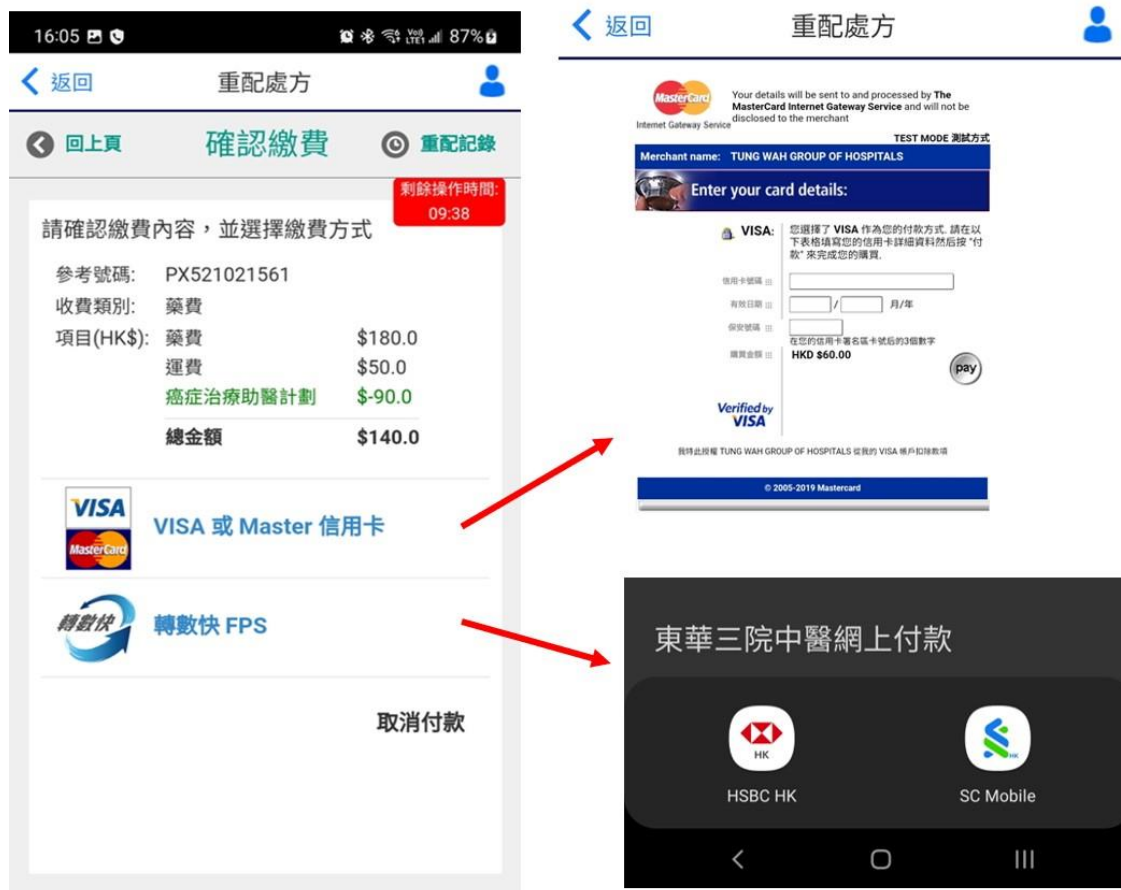 16:05 87%
返回 重配處方
回上頁 確認繳費 重配記錄
剩餘操作時間:
09:38
請確認繳費內容，並選擇繳費方式
參考號碼: PX521021561
收費類別: 藥費
項目(HK$): 藥費 $180.0
運費 $50.0
癌症治療助醫計劃 $-90.0
總金額 $140.0
VISA
MasterCard
VISA 或 Master 信用卡
轉數快
轉數快 FPS
取消付款
返回 重配處方
MasterCard
Internet Gateway Service
Your details will be sent to and processed by The
MasterCard Internet Gateway Service and will not be
disclosed to the merchant
TEST MODE 測試方式
Merchant name: TUNG WAH GROUP OF HOSPITALS
Enter your card details:
VISA: 您選擇了 VISA 作為您的付款方式. 請在以
下表格填寫您的信用卡詳細資料然后按 "付
款" 來完成您的購買.
信用卡號碼
有效日期 / 月/年
保安號碼
在您的信用卡署名區卡號后的3個數字
購買金額 HKD $60.00
pay
Verified by
VISA
我特此授權 TUNG WAH GROUP OF HOSPITALS 從我的 VISA 帳戶扣除款項
© 2005-2019 Mastercard
東華三院中醫網上付款
HK
HK
HSBC HK SC Mobile